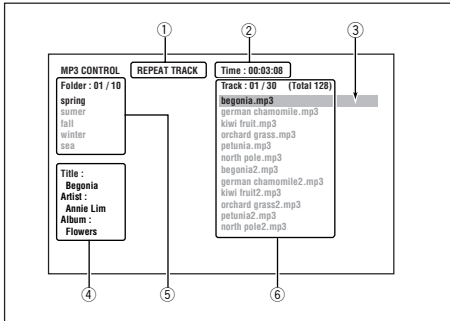 ① ② ③
MP3 CONTROL REPEAT TRACK Time : 00:03:08
Folder : 01 / 10
spring
sumer
fall
winter
sea
Track : 01 / 30 (Total 128)
begonia.mp3
german chamomile.mp3
kiwi fruit.mp3
orchard grass.mp3
petunia.mp3
north pole.mp3
begonia2.mp3
german chamomile2.mp3
kiwi fruit2.mp3
orchard grass2.mp3
petunia2.mp3
north pole2.mp3
Title :
Begonia
Artist :
Annie Lim
Album :
Flowers
④ ⑤ ⑥